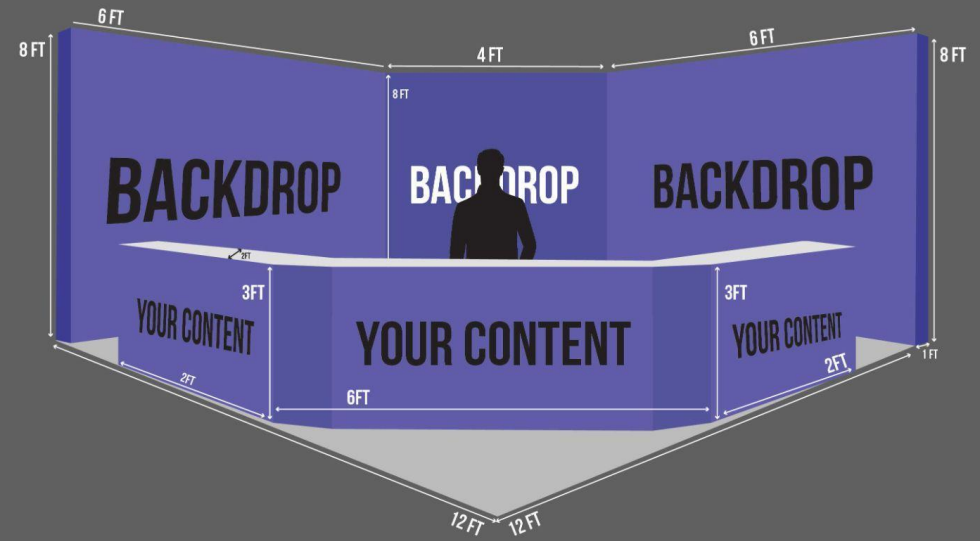 6 FT
8 FT
4 FT
6 FT
8 FT
8 FT
BACKDROP
BACKDROP
BACKDROP
2FT
3FT
3FT
YOUR CONTENT
YOUR CONTENT
YOUR CONTENT
1 FT
2FT
2FT
6FT
12 FT
12 FT